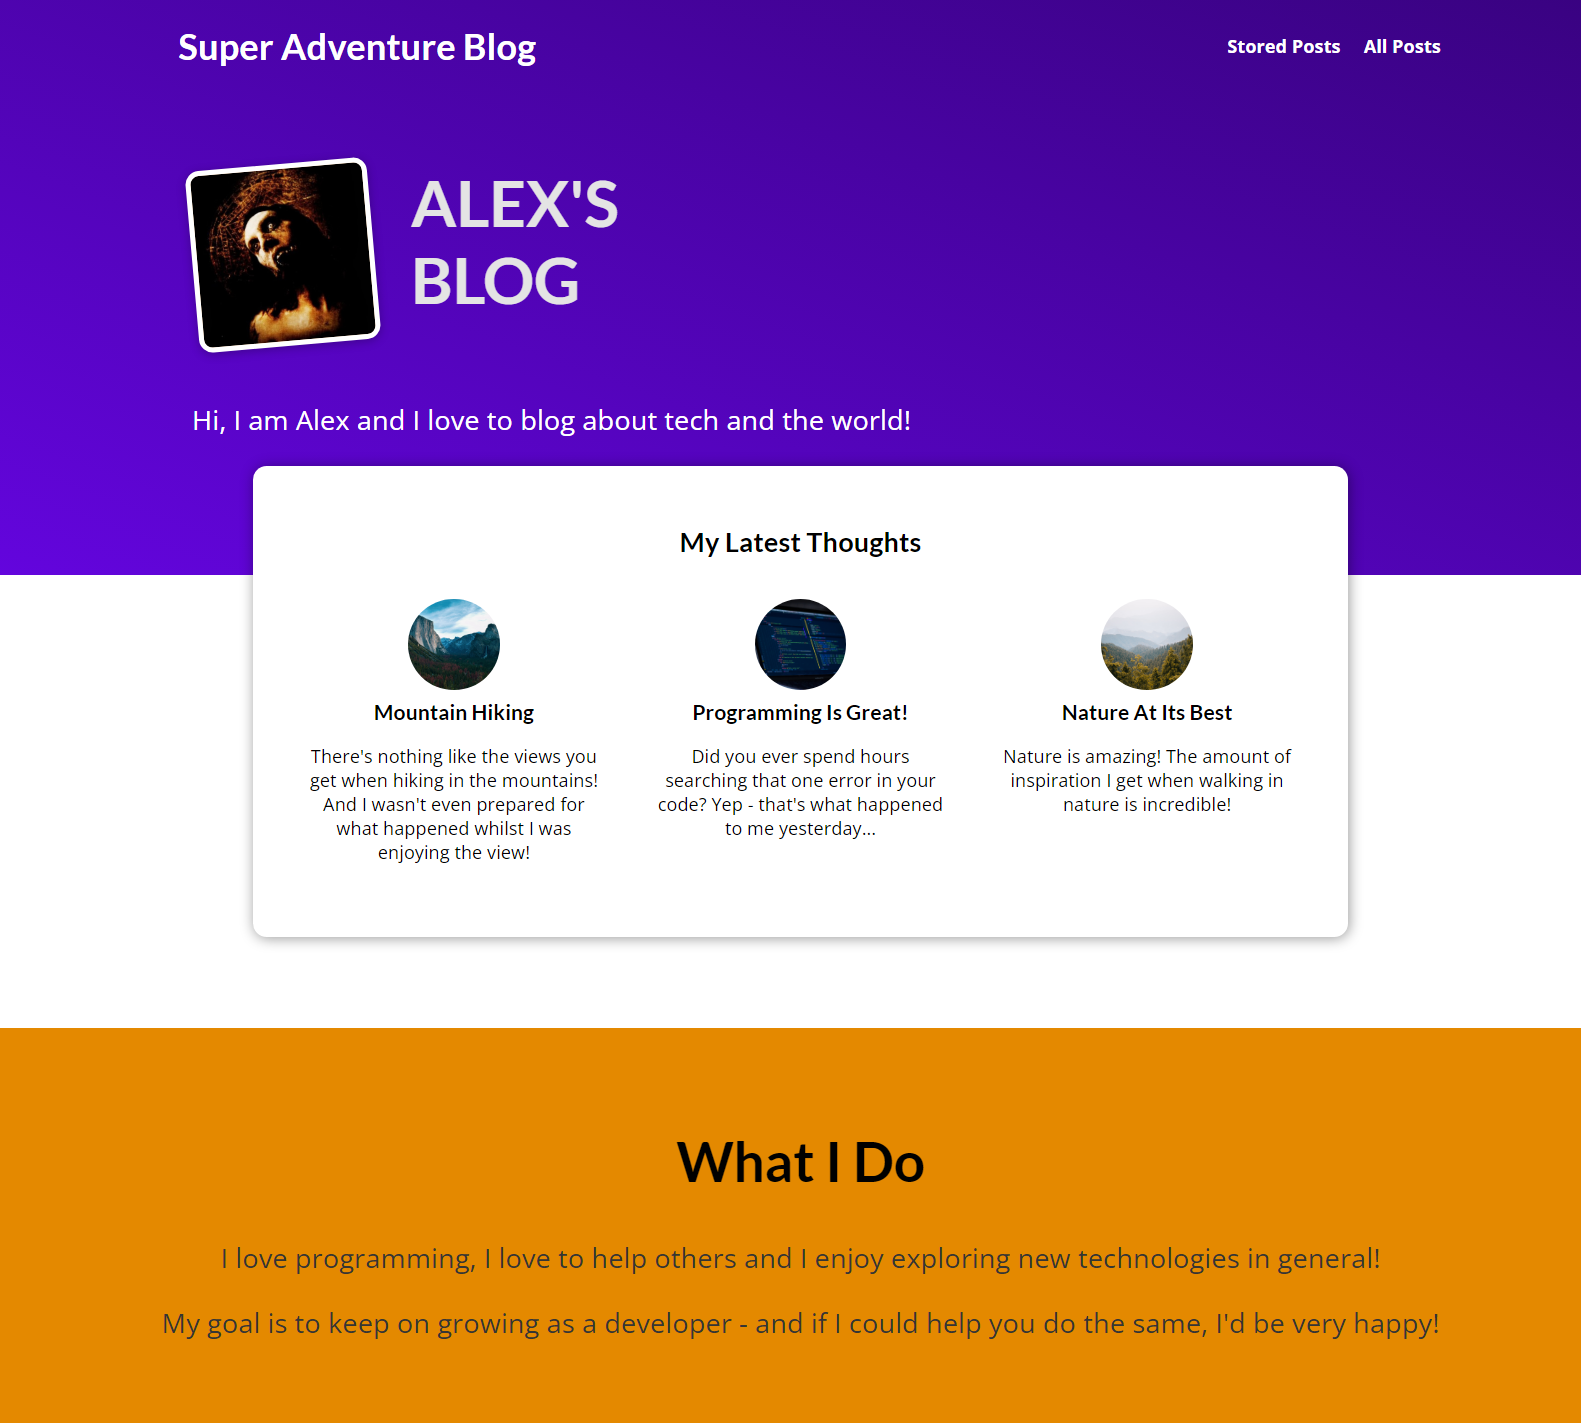 Super Adventure Blog
Stored Posts
All Posts
ALEX'S
BLOG
Hi, I am Alex and I love to blog about tech and the world!
My Latest Thoughts
Mountain Hiking
There's nothing like the views you
get when hiking in the mountains!
And I wasn't even prepared for
what happened whilst I was
enjoying the view!
Programming Is Great!
Did you ever spend hours
searching that one error in your
code? Yep - that's what happened
to me yesterday...
Nature At Its Best
Nature is amazing! The amount of
inspiration I get when walking in
nature is incredible!
What I Do
I love programming, I love to help others and I enjoy exploring new technologies in general!
My goal is to keep on growing as a developer - and if I could help you do the same, I'd be very happy!